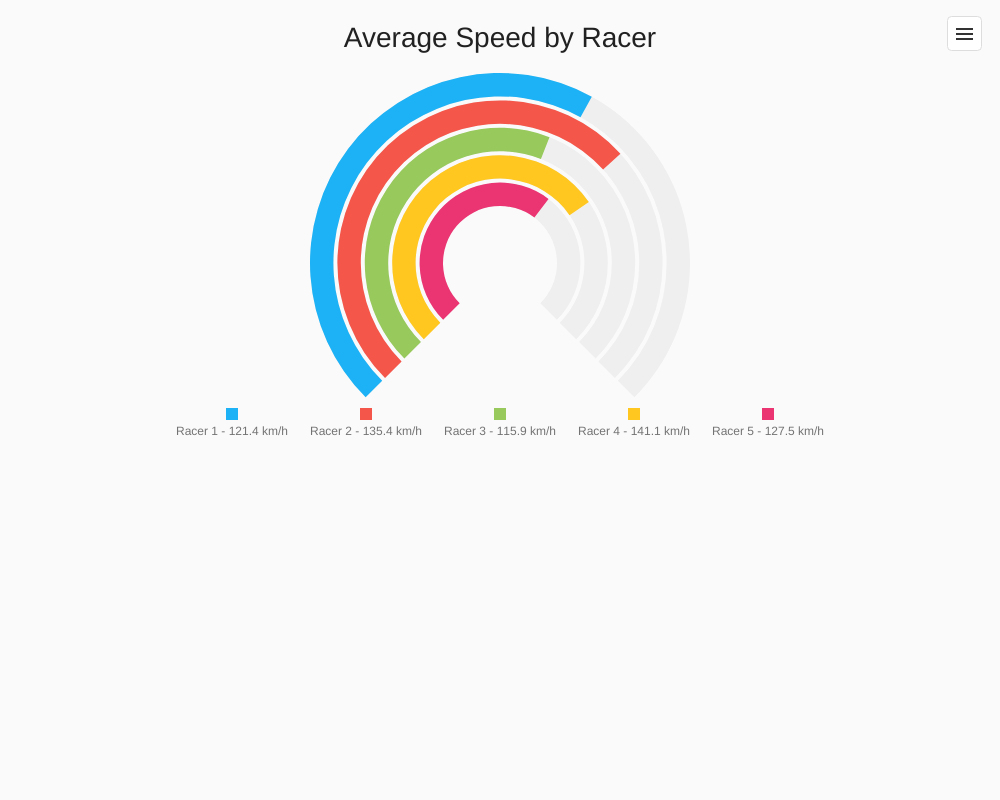 Average Speed by Racer
Racer 1 - 121.4 km/h
Racer 2 - 135.4 km/h
Racer 3 - 115.9 km/h
Racer 4 - 141.1 km/h
Racer 5 - 127.5 km/h